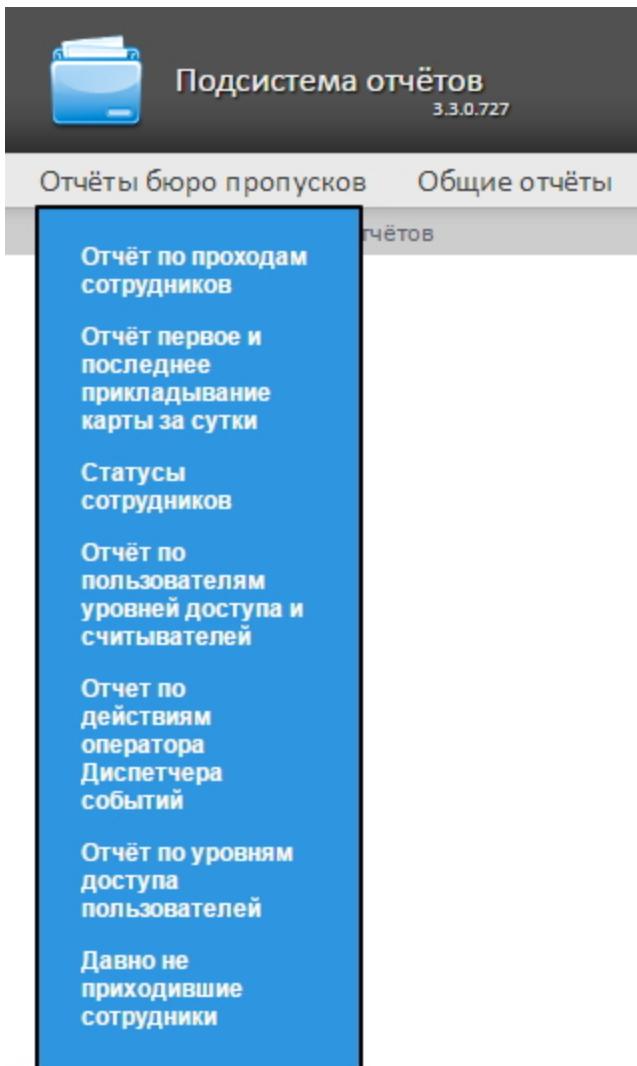 Подсистема отчётов
3.3.0.727
Отчёты бюро пропусков Общие отчёты
Отчёт по проходам
сотрудников
Отчёт первое и
последнее
прикладывание
карты за сутки
Статусы
сотрудников
Отчёт по
пользователям
уровней доступа и
считывателей
Отчет по
действиям
оператора
Диспетчера
событий
Отчёт по уровням
доступа
пользователей
Давно не
приходившие
сотрудники